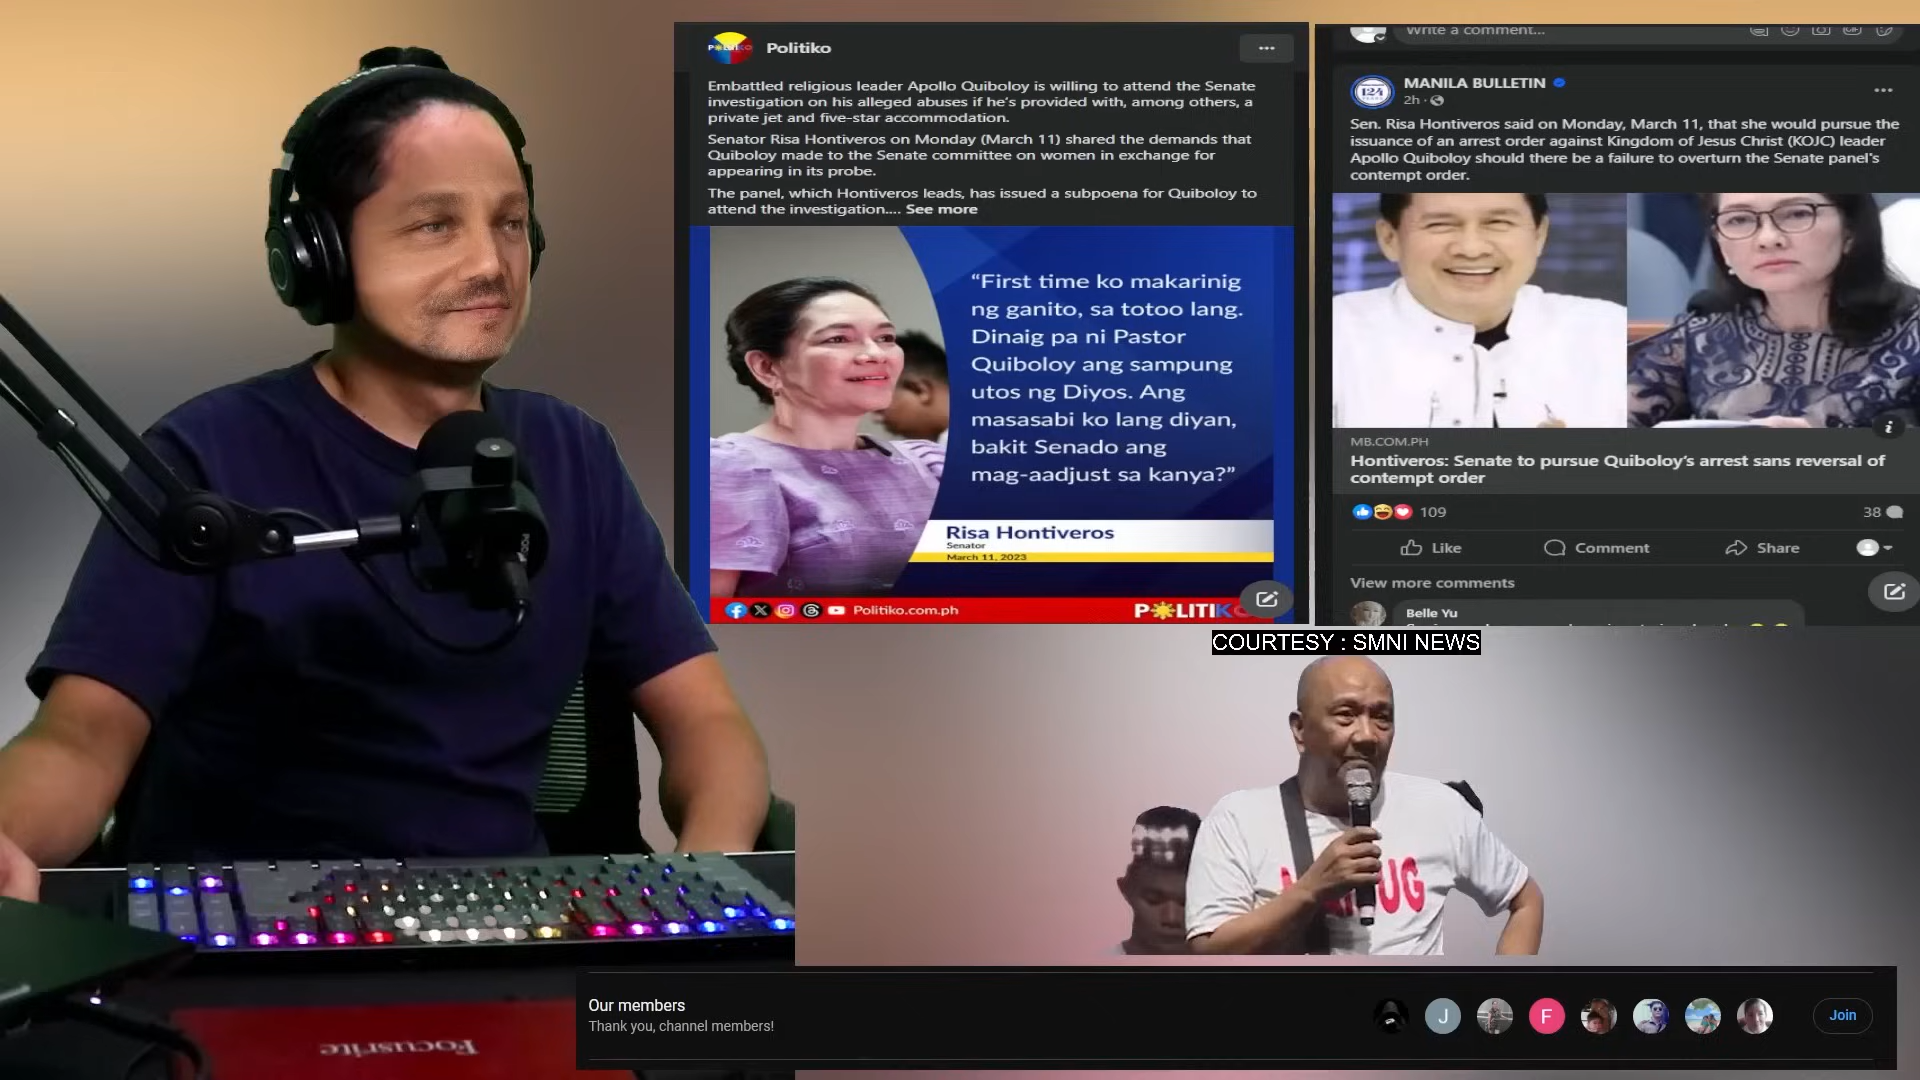 Politiko
Embattled religious leader Apollo Quiboloy is willing to attend the Senate
investigation on his alleged abuses if he's provided with, among others, a
private jet and five-star accommodation.
Senator Risa Hontiveros on Monday (March 11) shared the demands that
Quiboloy made to the Senate committee on women in exchange for
appearing in its probe.
The panel, which Hontiveros leads, has issued a subpoena for Quiboloy to
attend the investigation.... See more
“First time ko makarinig
ng ganito, sa totoo lang.
Dinaig pa ni Pastor
Quiboloy ang sampung
utos ng Diyos. Ang
masasabi ko lang diyan,
bakit Senado ang
mag-aadjust sa kanya?”
Risa Hontiveros
Senator
March 11, 2023
Politiko.com.ph
POLITIKO
Write a comment...
124
MANILA BULLETIN
2h
Sen. Risa Hontiveros said on Monday, March 11, that she would pursue the
issuance of an arrest order against Kingdom of Jesus Christ (KOJC) leader
Apollo Quiboloy should there be a failure to overturn the Senate panel's
contempt order.
MB.COM.PH
Hontiveros: Senate to pursue Quiboloy's arrest sans reversal of
contempt order
109
38
Like
Comment
Share
View more comments
Belle Yu
COURTESY : SMNI NEWS
UG
Focusrite
Our members
Thank you, channel members!
J
F
Join